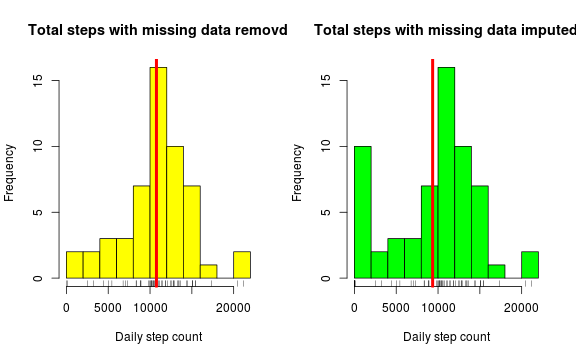 Total steps with missing data removd
Frequency
0
5
10
15
0 5000 10000 20000
Daily step count
Total steps with missing data imputed
Frequency
0
5
10
15
0 5000 10000 20000
Daily step count